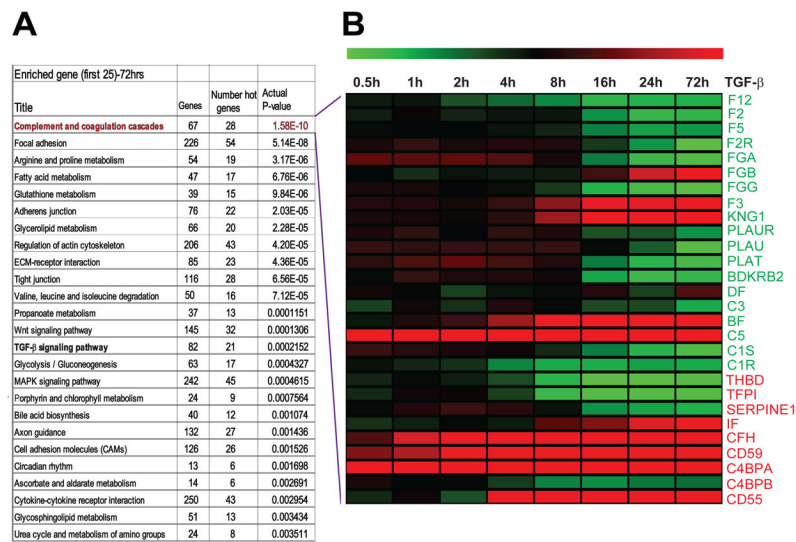 A
Enriched gene (first 25)-72hrs
Title Genes Number hot genes Actual P-value
Complement and coagulation cascades 67 28 1.58E-10
Focal adhesion 226 54 5.14E-08
Arginine and proline metabolism 54 19 3.17E-06
Fatty acid metabolism 47 17 6.76E-06
Glutathione metabolism 39 15 9.84E-06
Adherens junction 76 22 2.03E-05
Glycerolipid metabolism 66 20 2.28E-05
Regulation of actin cytoskeleton 206 43 4.20E-05
ECM-receptor interaction 85 23 4.36E-05
Tight junction 116 28 6.56E-05
Valine, leucine and isoleucine degradation 50 16 7.12E-05
Propanoate metabolism 37 13 0.0001151
Wnt signaling pathway 145 32 0.0001306
TGF-β signaling pathway 82 21 0.0002152
Glycolysis / Gluconeogenesis 63 17 0.0004327
MAPK signaling pathway 242 45 0.0004615
Porphyrin and chlorophyll metabolism 24 9 0.0007564
Bile acid biosynthesis 40 12 0.001074
Axon guidance 132 27 0.001436
Cell adhesion molecules (CAMs) 126 26 0.001526
Circadian rhythm 13 6 0.001698
Ascorbate and aldarate metabolism 14 6 0.002691
Cytokine-cytokine receptor interaction 250 43 0.002954
Glycosphingolipid metabolism 51 13 0.003434
Urea cycle and metabolism of amino groups 24 8 0.003511
B
0.5h 1h 2h 4h 8h 16h 24h 72h TGF-β
F12
F2
F5
F2R
FGA
FGB
FGG
F3
KNG1
PLAUR
PLAU
PLAT
BDKRB2
DF
C3
BF
C5
C1S
C1R
THBD
TFPI
SERPINE1
IF
CFH
CD59
C4BPA
C4BPB
CD55